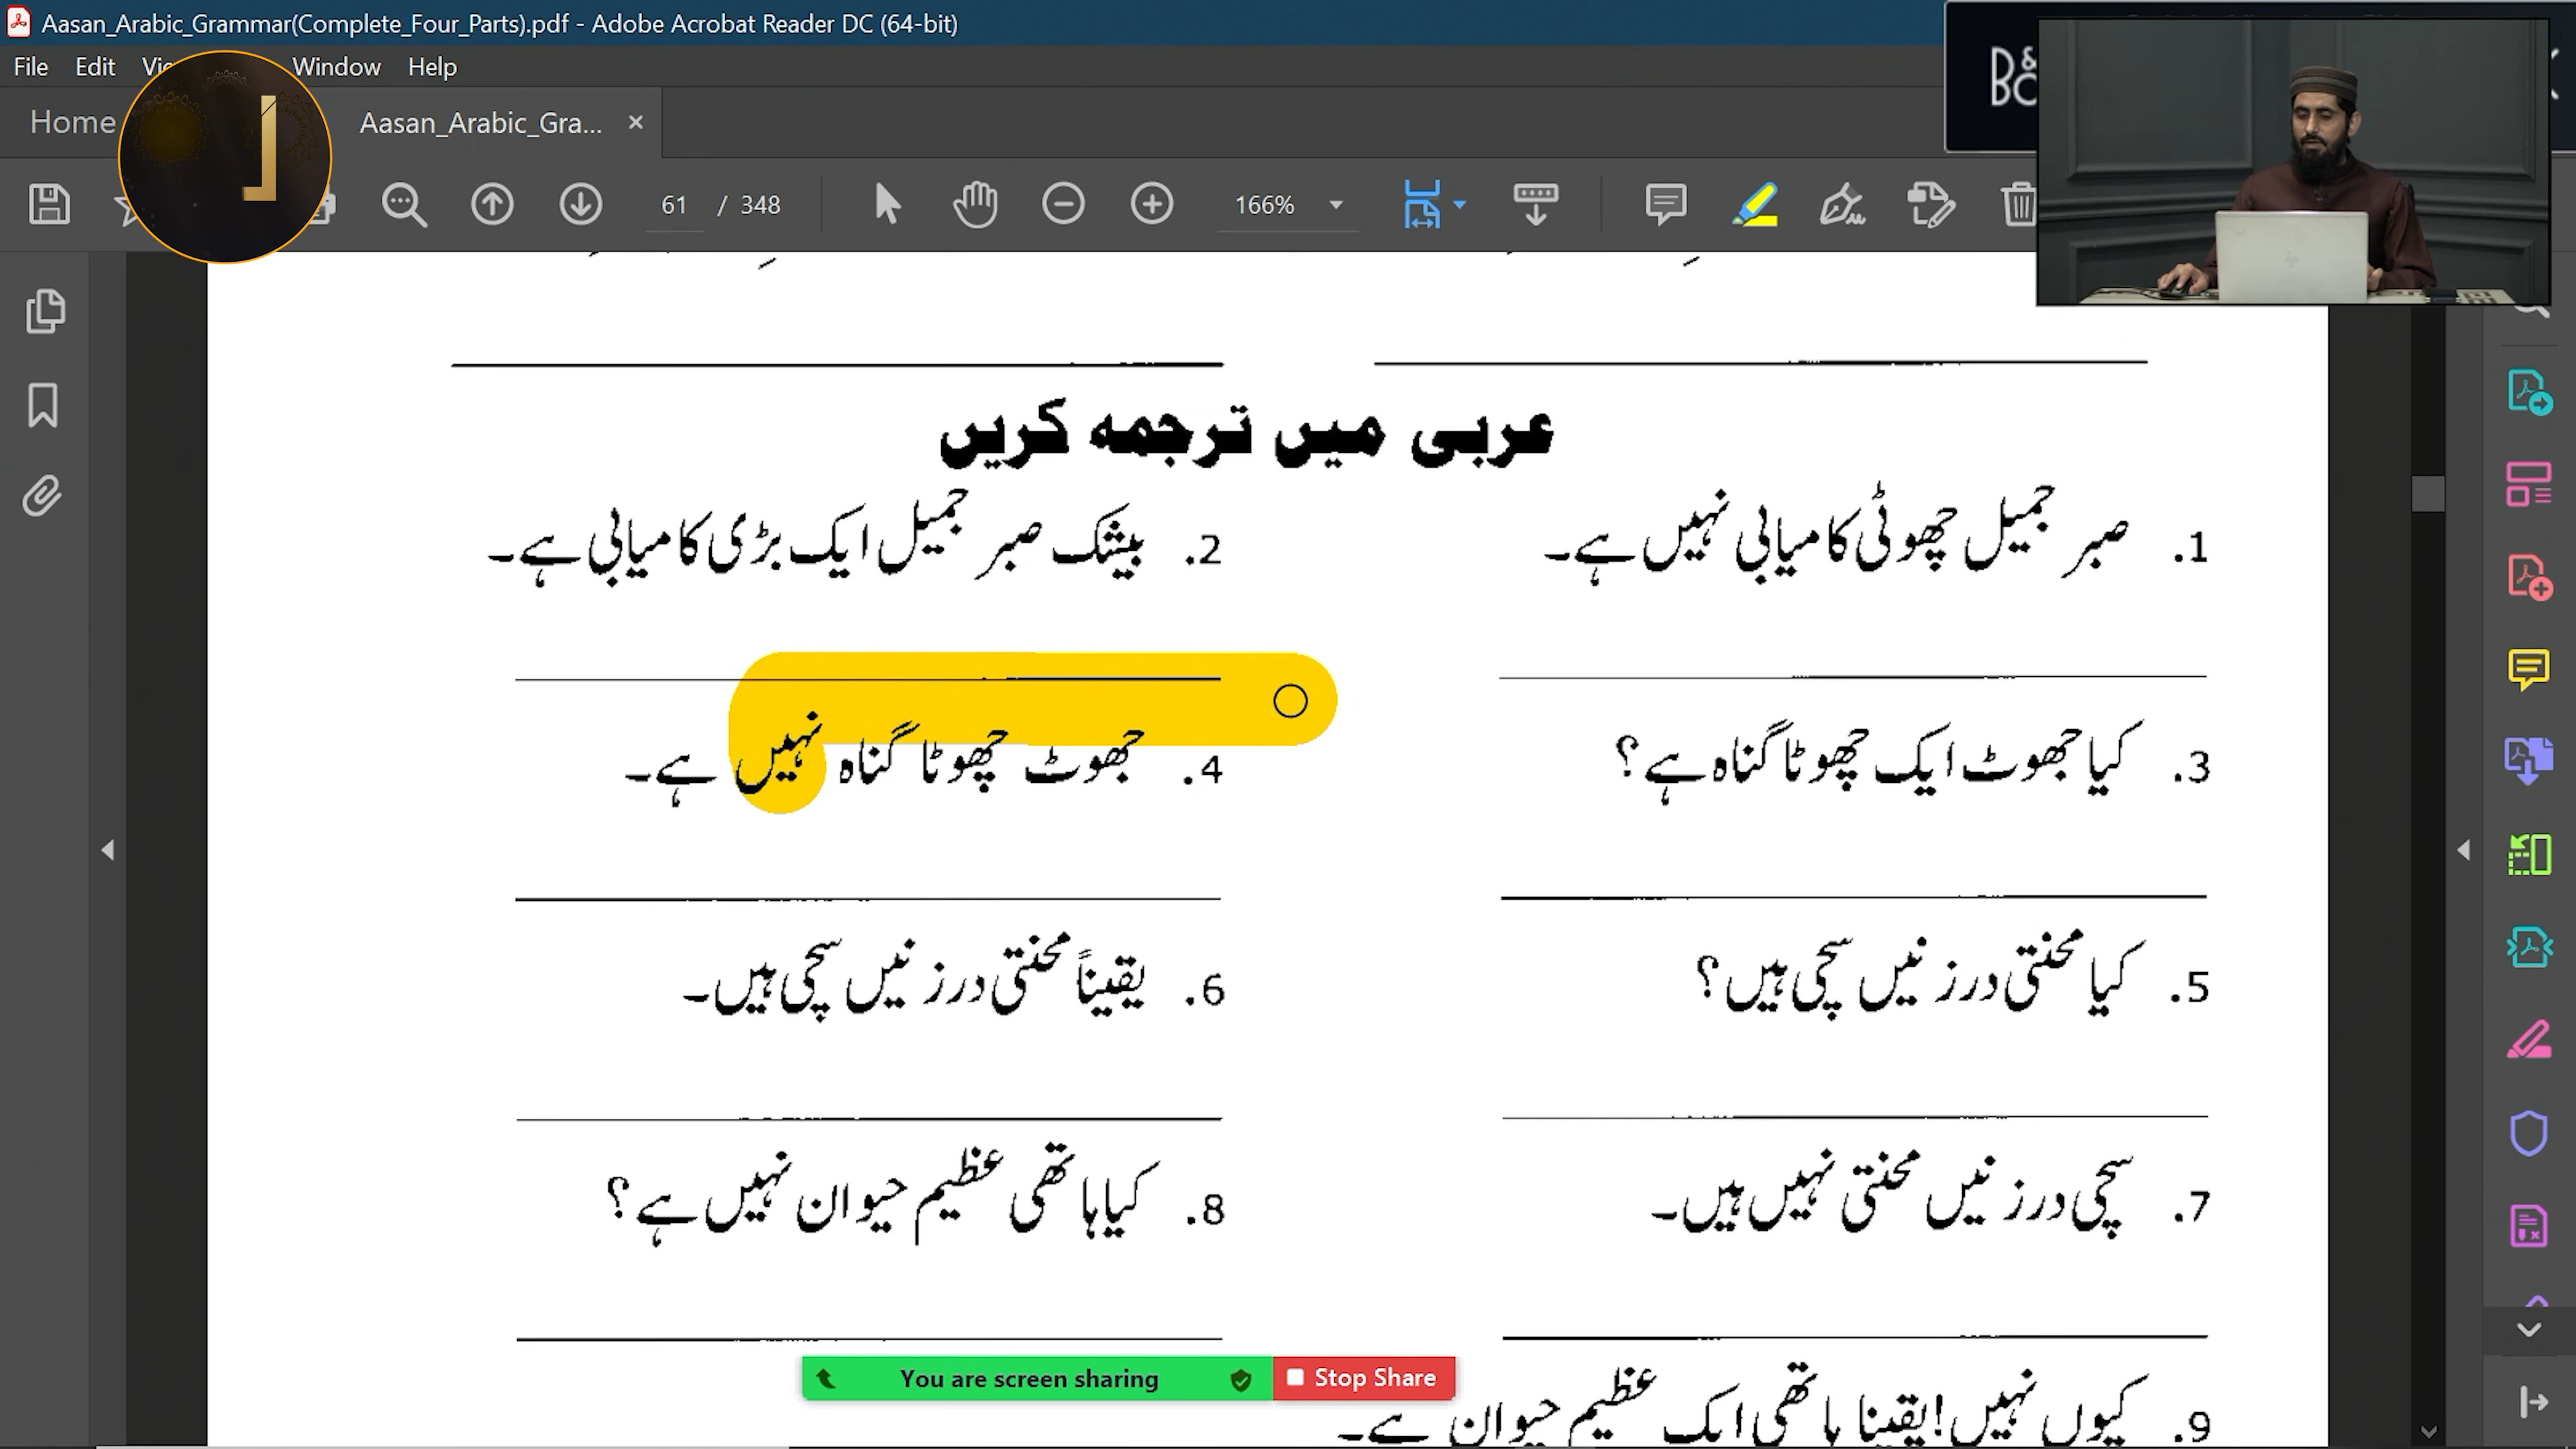 Aasan_Arabic_Grammar(Complete_Four_Parts).pdf - Adobe Acrobat Reader DC (64-bit)
File Edit Window Help
Home Aasan_Arabic_Gra... ×
61 / 348 166%
عربی میں ترجمہ کریں
1. صبر جمیل چھوٹی کامیابی نہیں ہے۔
2. بیشک صبر جمیل ایک بڑی کامیابی ہے۔
3. کیا جھوٹ ایک چھوٹا گناہ ہے؟
4. جھوٹ چھوٹا گناہ نہیں ہے۔
5. کیا محنتی درزنیں سچی ہیں؟
6. یقیناً محنتی درزنیں سچی ہیں۔
7. سچی درزنیں محنتی نہیں ہیں۔
8. کیا ہاتھی عظیم حیوان نہیں ہے؟
9. کیوں نہیں! یقینا ہاتھی ایک عظیم حیوان ہے۔
You are screen sharing Stop Share
hp